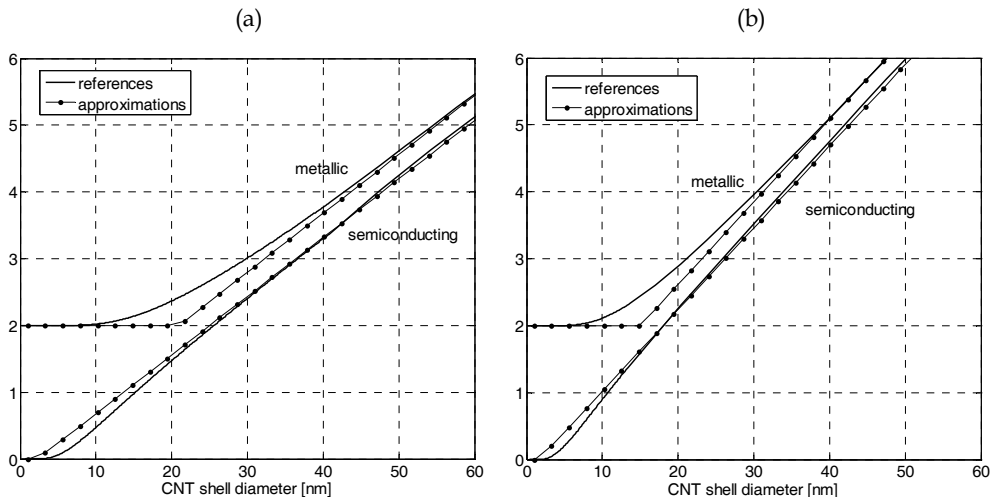 (a)
6
5
4
3
2
1
0
0 10 20 30 40 50 60
CNT shell diameter [nm]
references
approximations
metallic
semiconducting
(b)
6
5
4
3
2
1
0
0 10 20 30 40 50 60
CNT shell diameter [nm]
references
approximations
metallic
semiconducting